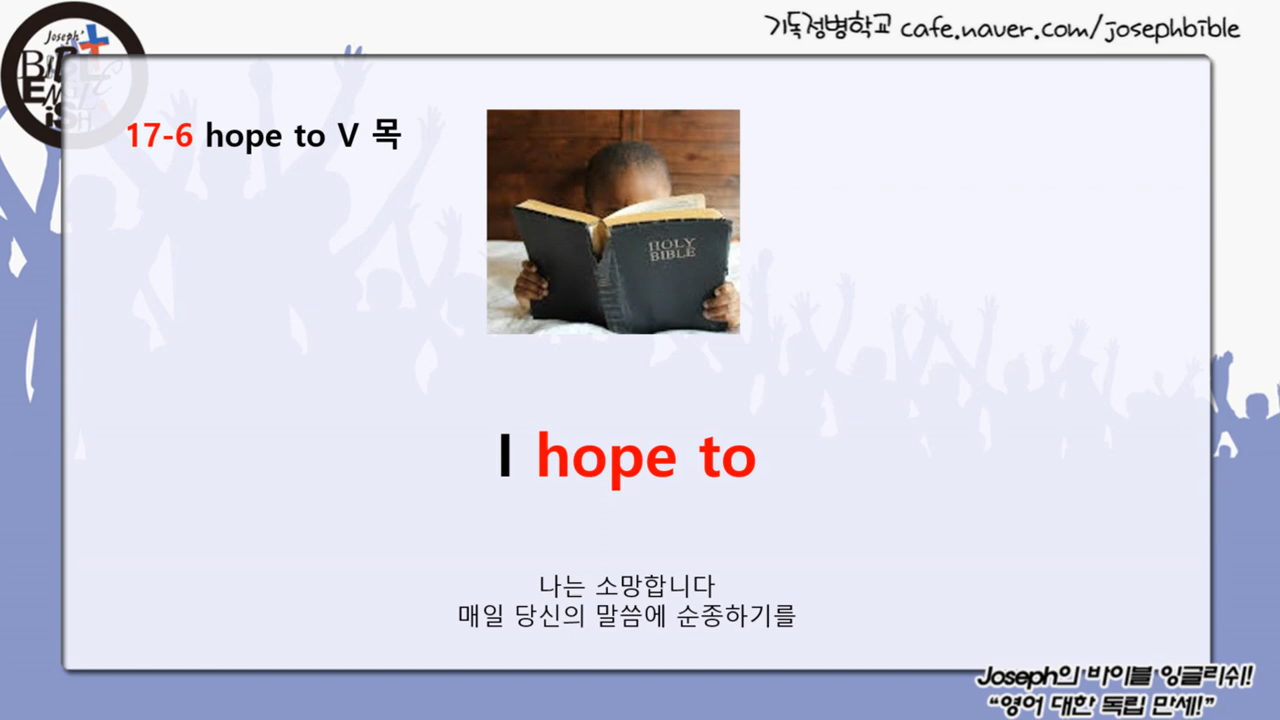 Joseph'
기독정병학교 cafe.naver.com/josephbible
17-6 hope to V 목
HOLY
BIBLE
I hope to
나는 소망합니다
매일 당신의 말씀에 순종하기를
Joseph의 바이블 잉글리쉬!
"영어 대한 독립 만세!"